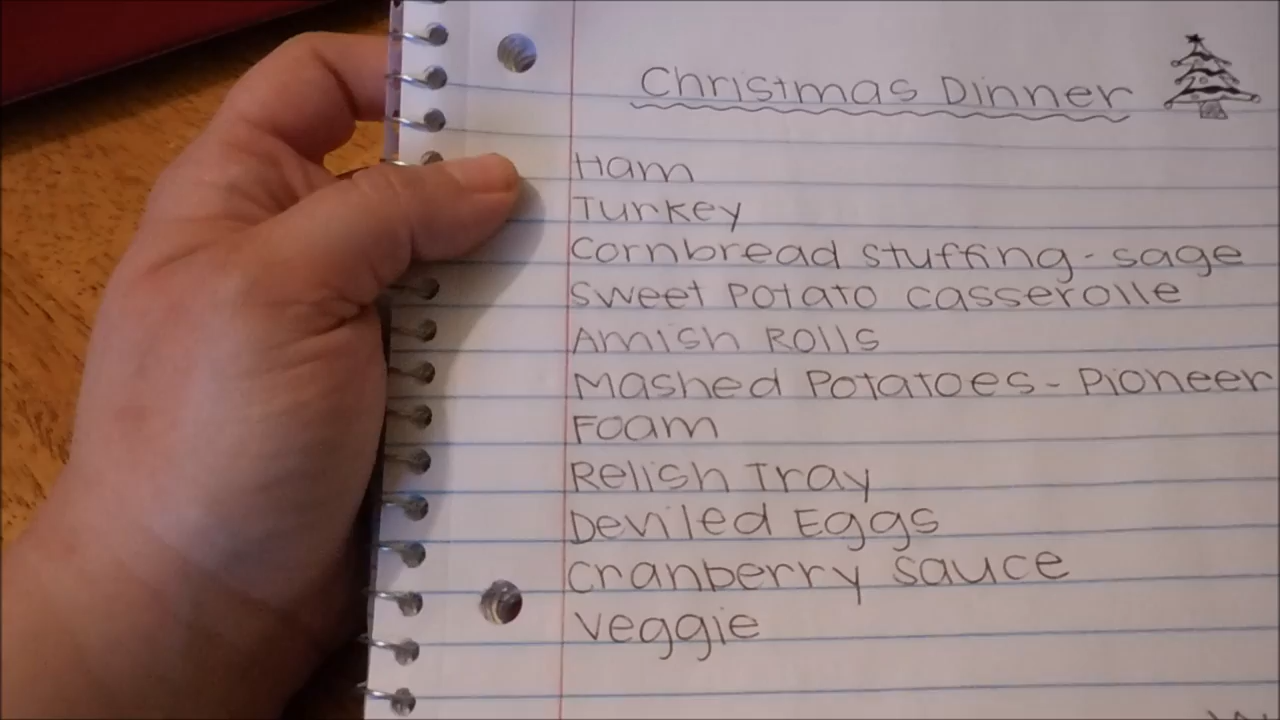 Christmas Dinner
Ham
Turkey
Cornbread stuffing - sage
Sweet Potato casserolle
Amish Rolls
Mashed Potatoes - Pioneer
Foam
Relish Tray
Deviled Eggs
Cranberry sauce
Veggie